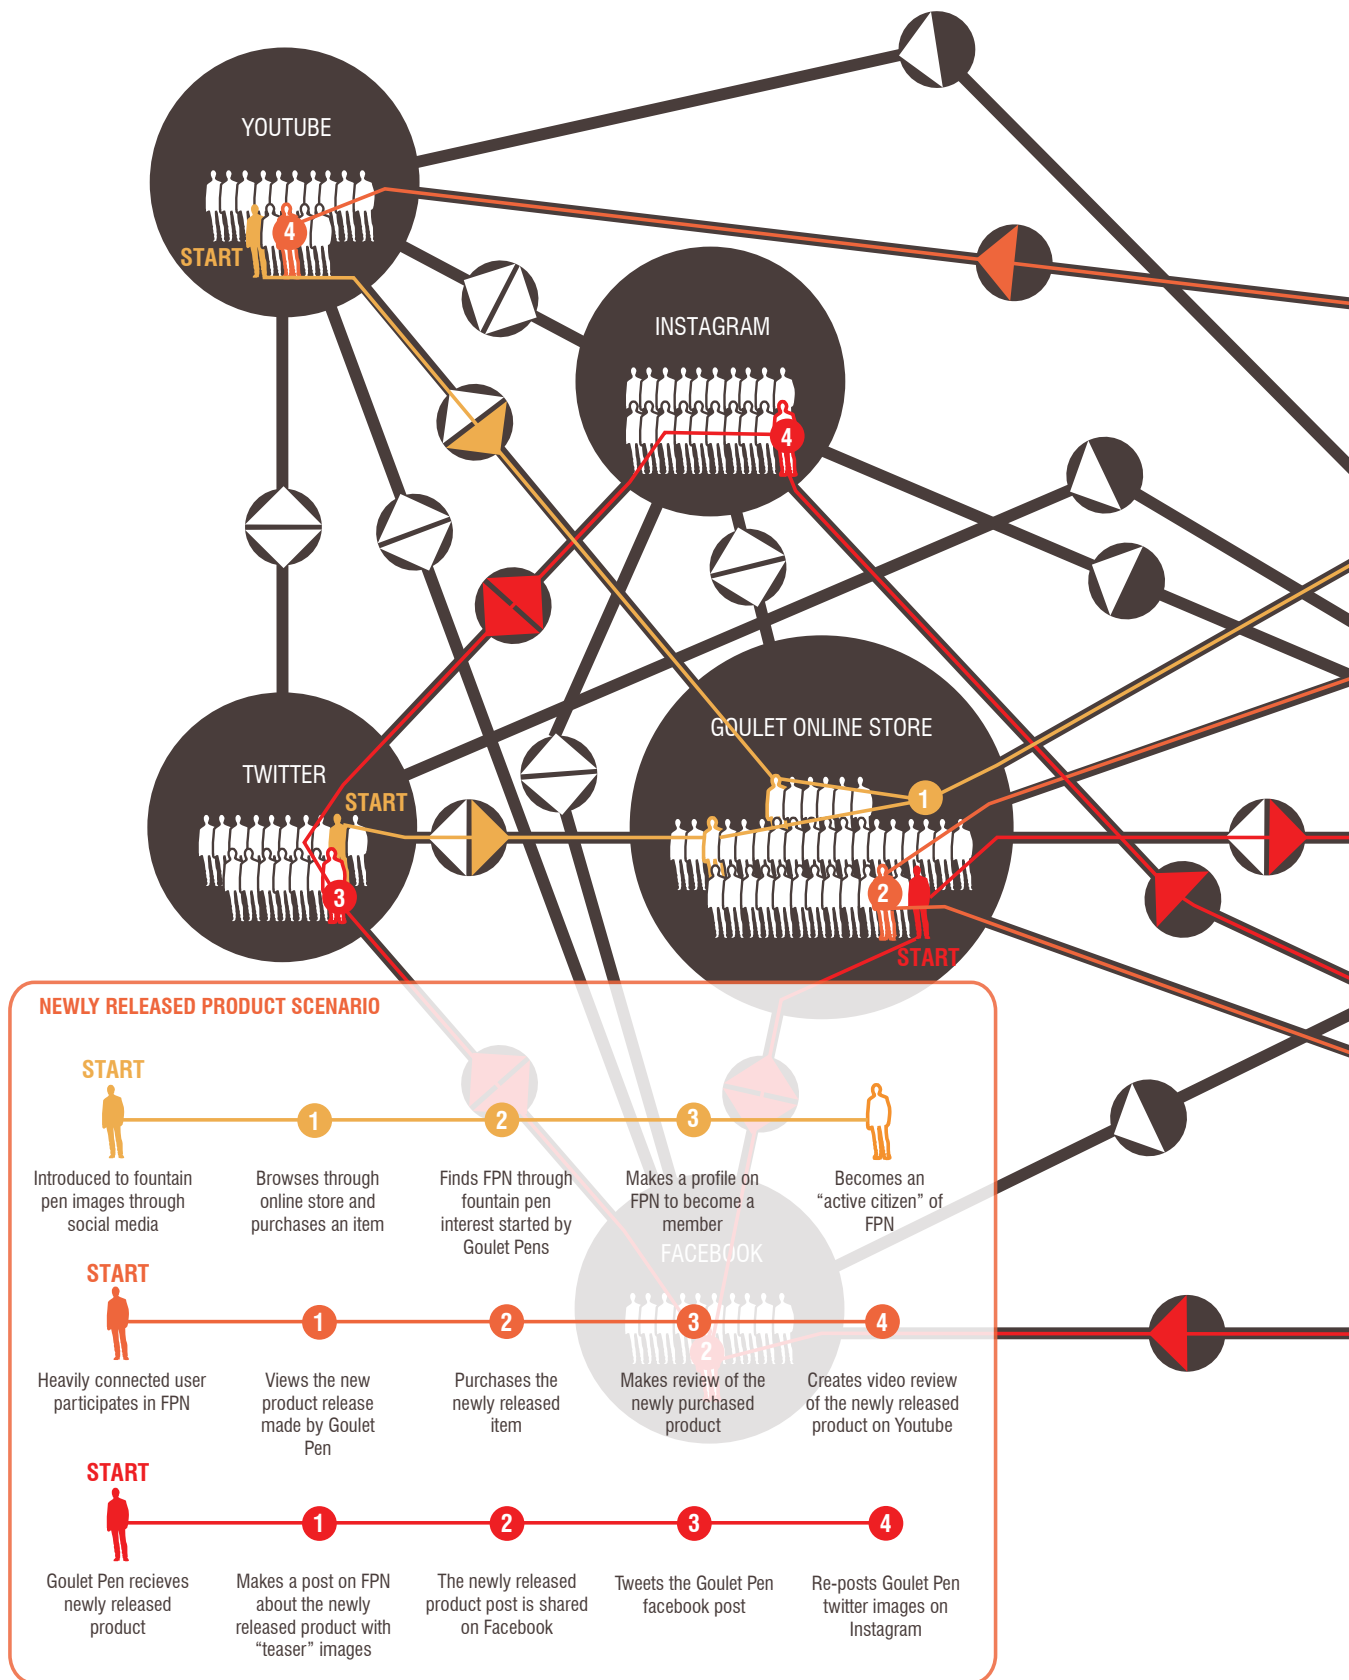 YOUTUBE
4
START
INSTAGRAM
4
GOULET ONLINE STORE
TWITTER
START
1
3
2
START
NEWLY RELEASED PRODUCT SCENARIO
START
1
2
3
Introduced to fountain
pen images through
social media
Browses through
online store and
purchases an item
Finds FPN through
fountain pen
interest started by
Goulet Pens
Makes a profile on
FPN to become a
member
Becomes an
“active citizen” of
FPN
FACEBOOK
2
START
1
2
3
4
Heavily connected user
participates in FPN
Views the new
product release
made by Goulet
Pen
Purchases the
newly released
item
Makes review of the
newly purchased
product
Creates video review
of the newly released
product on Youtube
START
1
2
3
4
Goulet Pen recieves
newly released
product
Makes a post on FPN
about the newly
released product with
“teaser” images
The newly released
product post is shared
on Facebook
Tweets the Goulet Pen
facebook post
Re-posts Goulet Pen
twitter images on
Instagram